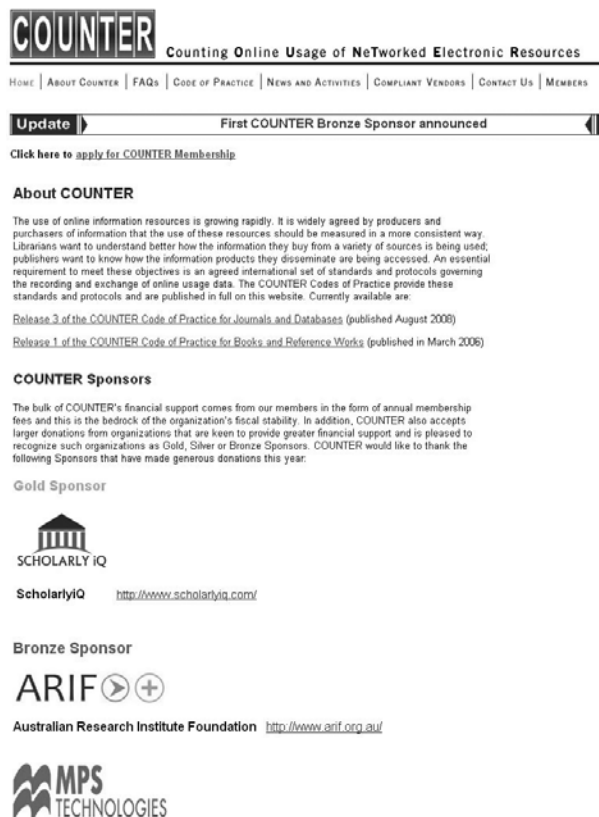 COUNTER
Counting Online Usage of NeTworked Electronic Resources
Home | About Counter | FAQs | Code of Practice | News and Activities | Compliant Vendors | Contact Us | Members
Update First COUNTER Bronze Sponsor announced
Click here to apply for COUNTER Membership
About COUNTER
The use of online information resources is growing rapidly. It is widely agreed by producers and
purchasers of information that the use of these resources should be measured in a more consistent way.
Librarians want to understand better how the information they buy from a variety of sources is being used;
publishers want to know how the information products they disseminate are being accessed. An essential
requirement to meet these objectives is an agreed international set of standards and protocols governing
the recording and exchange of online usage data. The COUNTER Codes of Practice provide these
standards and protocols and are published in full on this website. Currently available are:
Release 3 of the COUNTER Code of Practice for Journals and Databases (published August 2008)
Release 1 of the COUNTER Code of Practice for Books and Reference Works (published in March 2006)
COUNTER Sponsors
The bulk of COUNTER's financial support comes from our members in the form of annual membership
fees and this is the bedrock of the organization's fiscal stability. In addition, COUNTER also accepts
larger donations from organizations that are keen to provide greater financial support and is pleased to
recognize such organizations as Gold, Silver or Bronze Sponsors. COUNTER would like to thank the
following Sponsors that have made generous donations this year:
Gold Sponsor
SCHOLARLY iQ
ScholarlyiQ http://www.scholarlyiq.com/
Bronze Sponsor
ARIF
Australian Research Institute Foundation http://www.arif.org.au/
MPS
TECHNOLOGIES